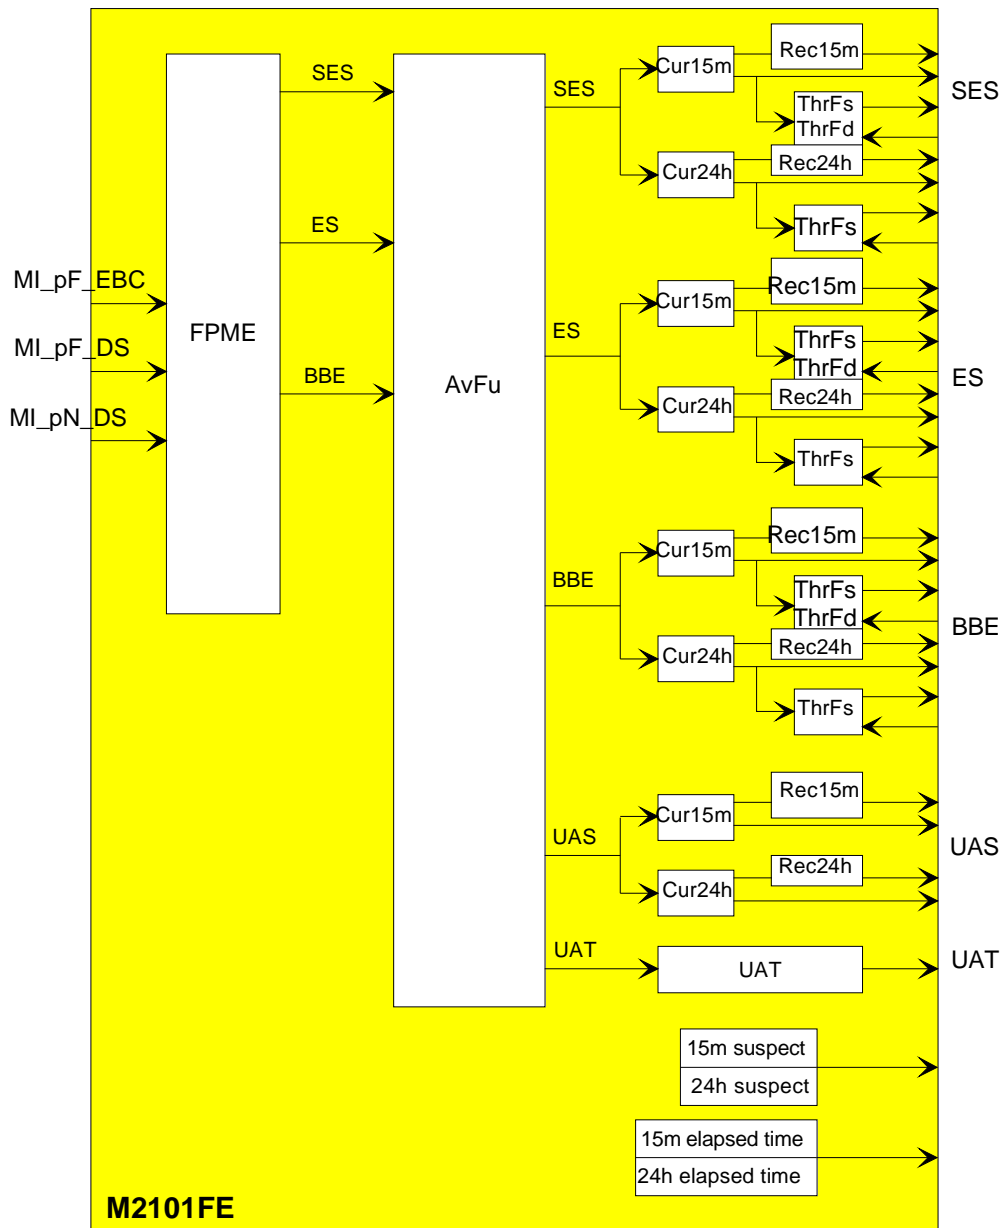 Rec15m
Cur15m
SES
SES
SES
ThrFs
ThrFd
Rec24h
Cur24h
ThrFs
ES
MI_pF_EBC
Rec15m
Cur15m
FPME
ES
ThrFs
MI_pF_DS
ThrFd
ES
BBE
AvFu
Rec24h
Cur24h
MI_pN_DS
ThrFs
Rec15m
Cur15m
BBE
ThrFs
ThrFd
BBE
Rec24h
Cur24h
ThrFs
Rec15m
Cur15m
UAS
UAS
Rec24h
Cur24h
UAT
UAT
UAT
15m suspect
24h suspect
15m elapsed time
24h elapsed time
M2101FE